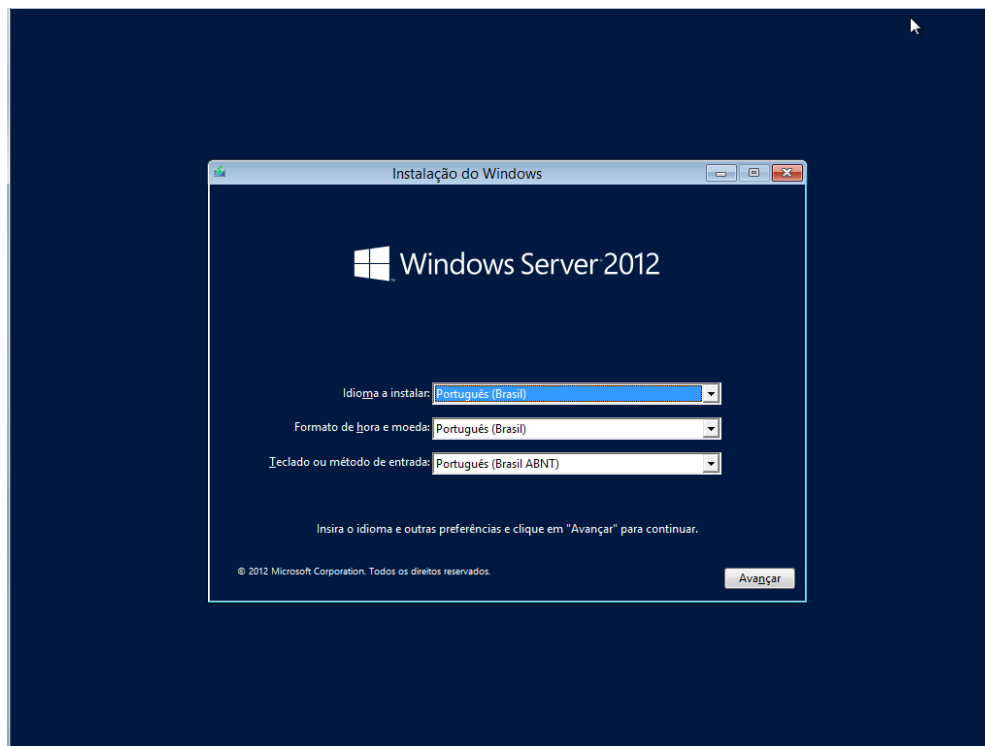 Instalação do Windows
Windows Server 2012
Idioma a instalar: Português (Brasil)
Formato de hora e moeda: Português (Brasil)
Teclado ou método de entrada: Português (Brasil ABNT)
Insira o idioma e outras preferências e clique em "Avançar" para continuar.
© 2012 Microsoft Corporation. Todos os direitos reservados.
Avançar